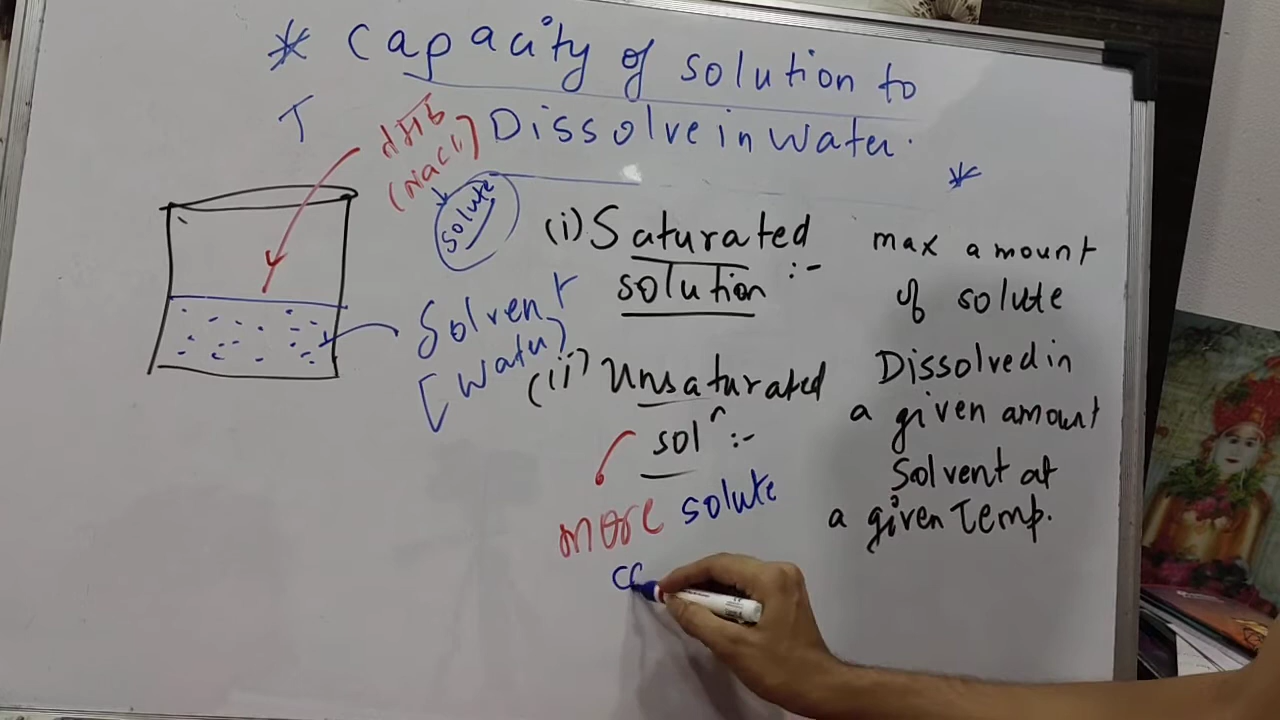 * Capacity of solution to
Dissolve in water.
(NaCl)
solute
Solvent
[water]
(i) Saturated
solution :-
max amount
of solute
Dissolved in
a given amount
Solvent at
a given Temp.
(ii) Unsaturated
solⁿ :-
more solute